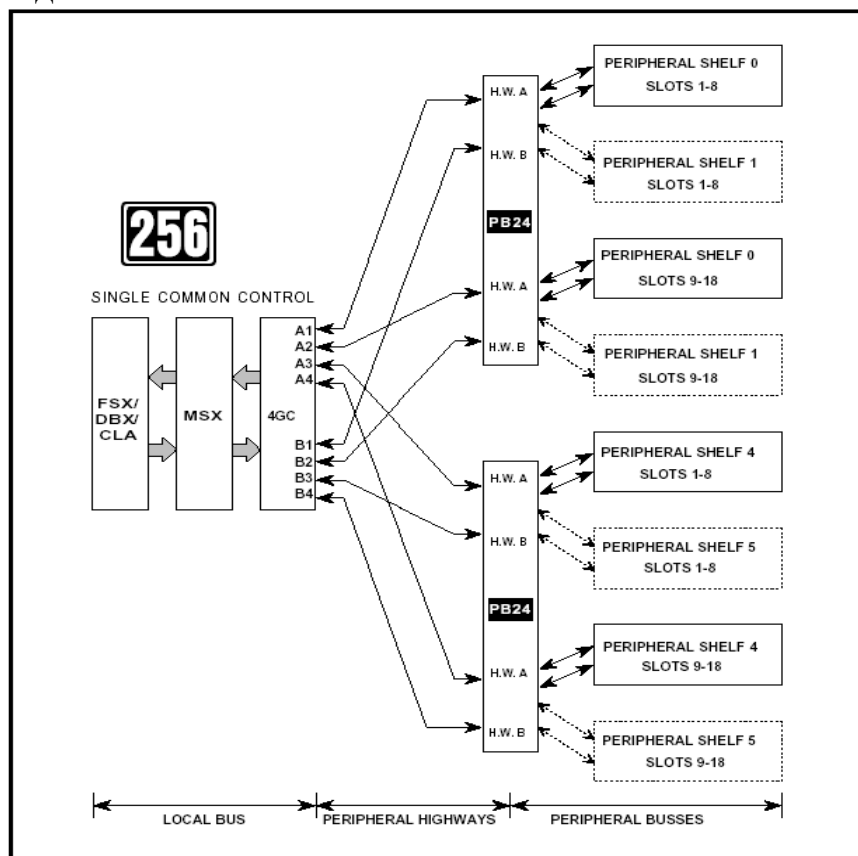 PERIPHERAL SHELF 0
SLOTS 1-8
H.W. A
PERIPHERAL SHELF 1
SLOTS 1-8
H.W. B
256
PB24
PERIPHERAL SHELF 0
SLOTS 9-18
H.W. A
SINGLE COMMON CONTROL
PERIPHERAL SHELF 1
SLOTS 9-18
H.W. B
A1
A2
A3
A4
FSX/
DBX/
CLA
MSX
4GC
B1
B2
B3
B4
PERIPHERAL SHELF 4
SLOTS 1-8
H.W. A
PERIPHERAL SHELF 5
SLOTS 1-8
H.W. B
PB24
PERIPHERAL SHELF 4
SLOTS 9-18
H.W. A
PERIPHERAL SHELF 5
SLOTS 9-18
H.W. B
LOCAL BUS
PERIPHERAL HIGHWAYS
PERIPHERAL BUSSES